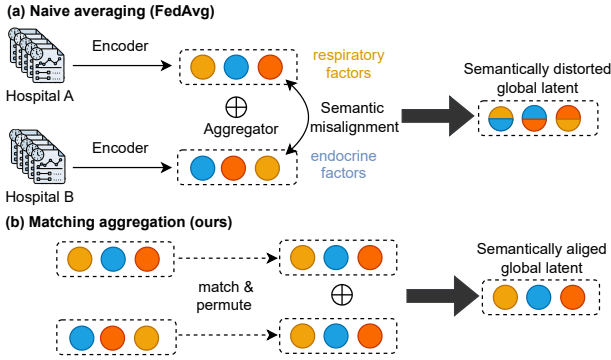 (a) Naive averaging (FedAvg)
Encoder
Hospital A
respiratory
factors
Aggregator
Semantic
misalignment
Semantically distorted
global latent
Encoder
Hospital B
endocrine
factors
(b) Matching aggregation (ours)
match &
permute
Semantically aliged
global latent